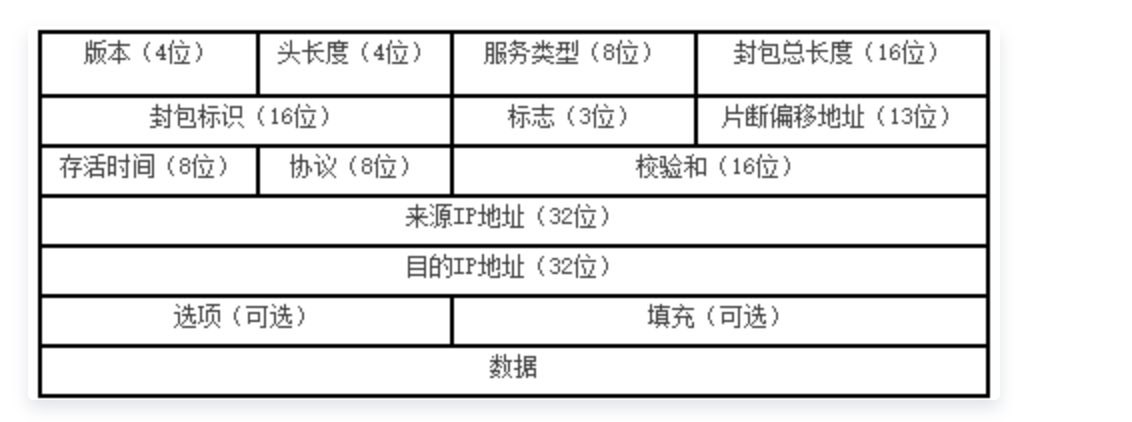 版本（4位） 头长度（4位） 服务类型（8位） 封包总长度（16位）
封包标识（16位） 标志（3位） 片断偏移地址（13位）
存活时间（8位） 协议（8位） 校验和（16位）
来源IP地址（32位）
目的IP地址（32位）
选项（可选） 填充（可选）
数据